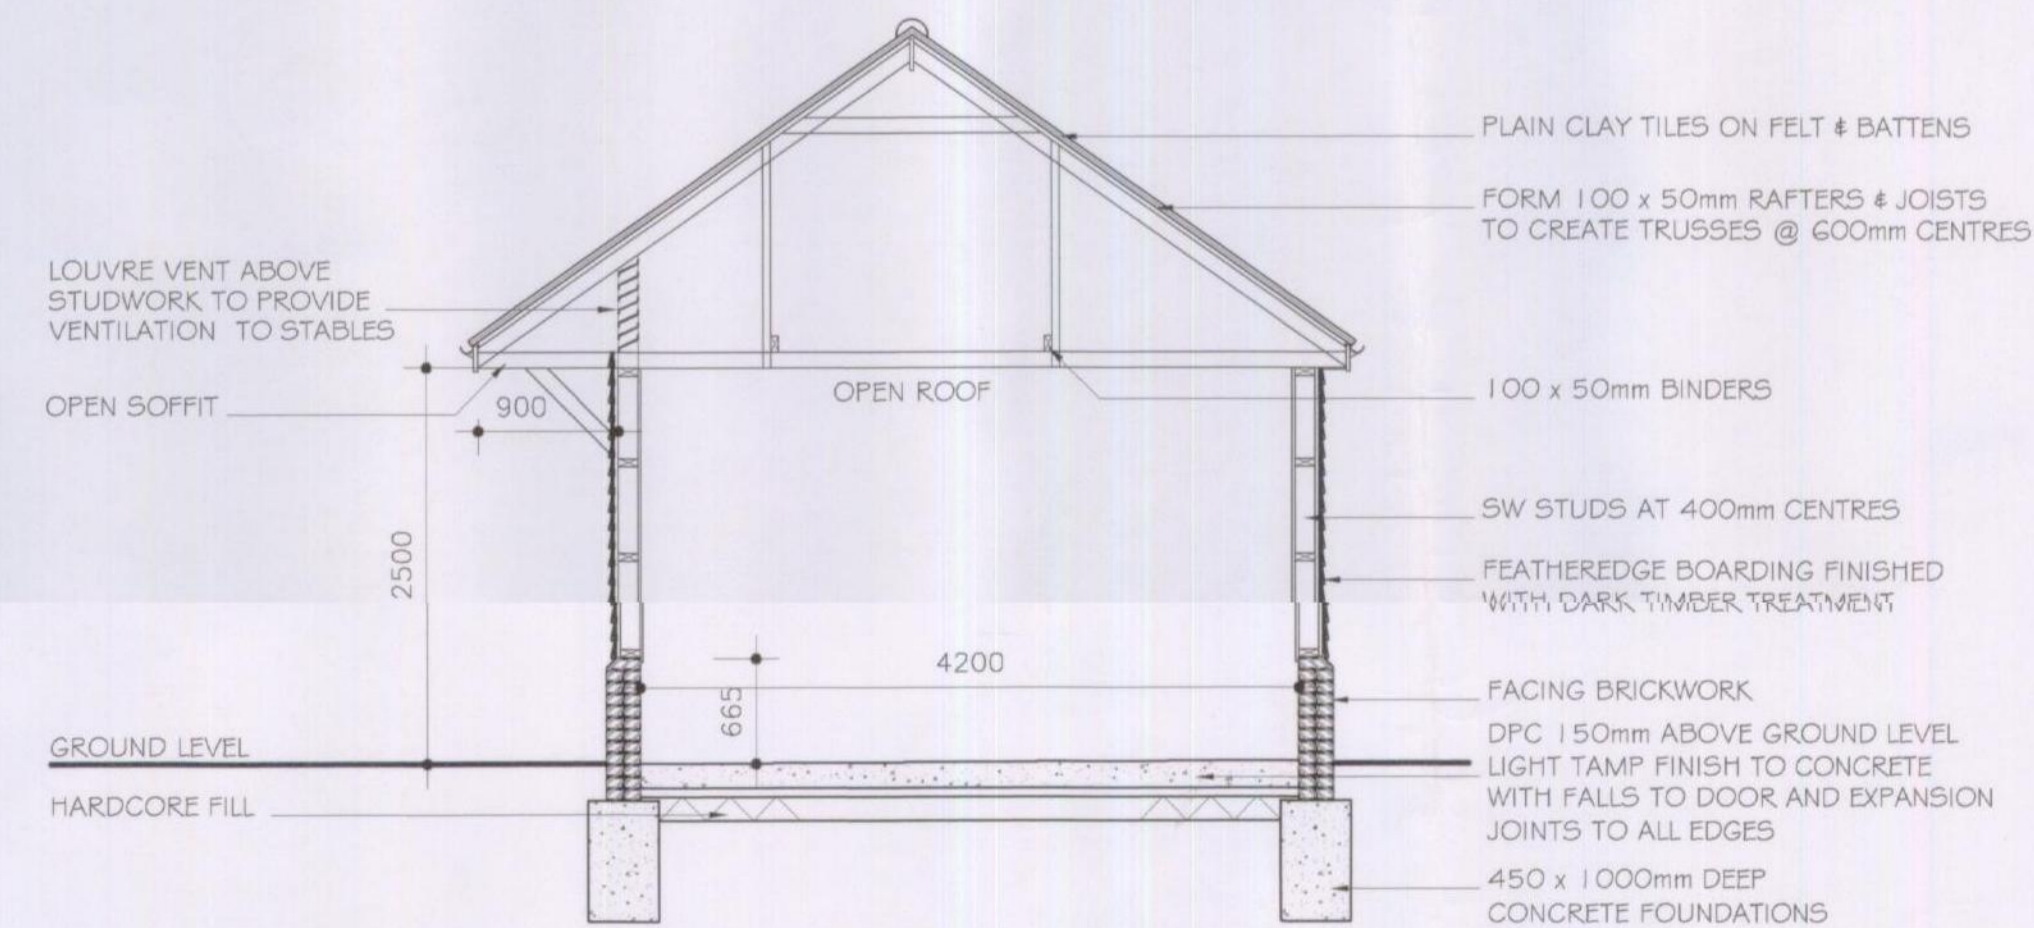 PLAIN CLAY TILES ON FELT & BATTENS
FORM 100 x 50mm RAFTERS & JOISTS
TO CREATE TRUSSES @ 600mm CENTRES
LOUVRE VENT ABOVE
STUDWORK TO PROVIDE
VENTILATION TO STABLES
OPEN SOFFIT
900
OPEN ROOF
100 x 50mm BINDERS
2500
SW STUDS AT 400mm CENTRES
FEATHEREDGE BOARDING FINISHED
WITH DARK TIMBER TREATMENT
4200
665
FACING BRICKWORK
GROUND LEVEL
DPC 150mm ABOVE GROUND LEVEL
LIGHT TAMP FINISH TO CONCRETE
WITH FALLS TO DOOR AND EXPANSION
JOINTS TO ALL EDGES
HARDCORE FILL
450 x 1000mm DEEP
CONCRETE FOUNDATIONS